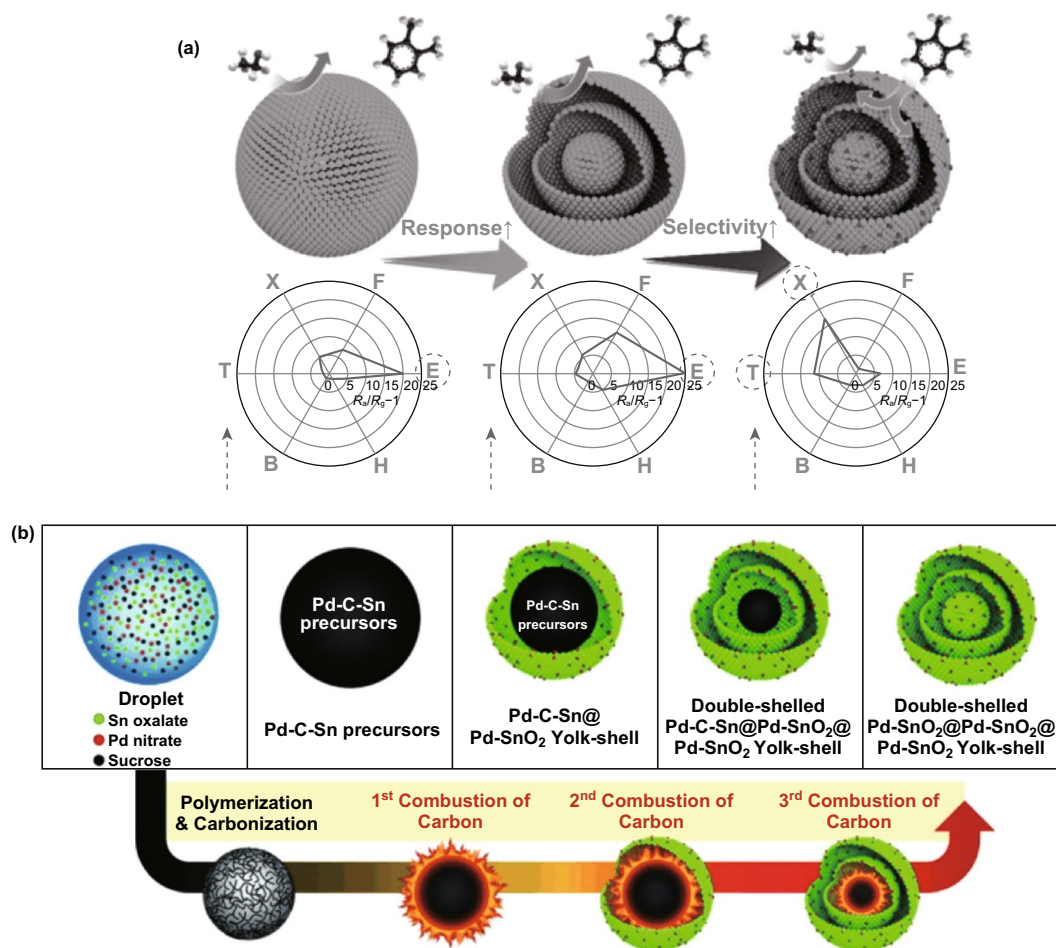 (a)
Response↑
Selectivity↑
X
F
T
E
0 5 10 15 20 25
Ra/Rg−1
B
H
X
F
T
E
0 5 10 15 20 25
Ra/Rg−1
B
H
X
F
T
E
0 5 10 15 20 25
Ra/Rg−1
B
H
(b)
Droplet
Sn oxalate
Pd nitrate
Sucrose
Pd-C-Sn
precursors
Pd-C-Sn precursors
Pd-C-Sn
precursors
Pd-C-Sn@
Pd-SnO2 Yolk-shell
Double-shelled
Pd-C-Sn@Pd-SnO2@
Pd-SnO2 Yolk-shell
Double-shelled
Pd-SnO2@Pd-SnO2@
Pd-SnO2 Yolk-shell
Polymerization
& Carbonization
1st Combustion of
Carbon
2nd Combustion of
Carbon
3rd Combustion of
Carbon